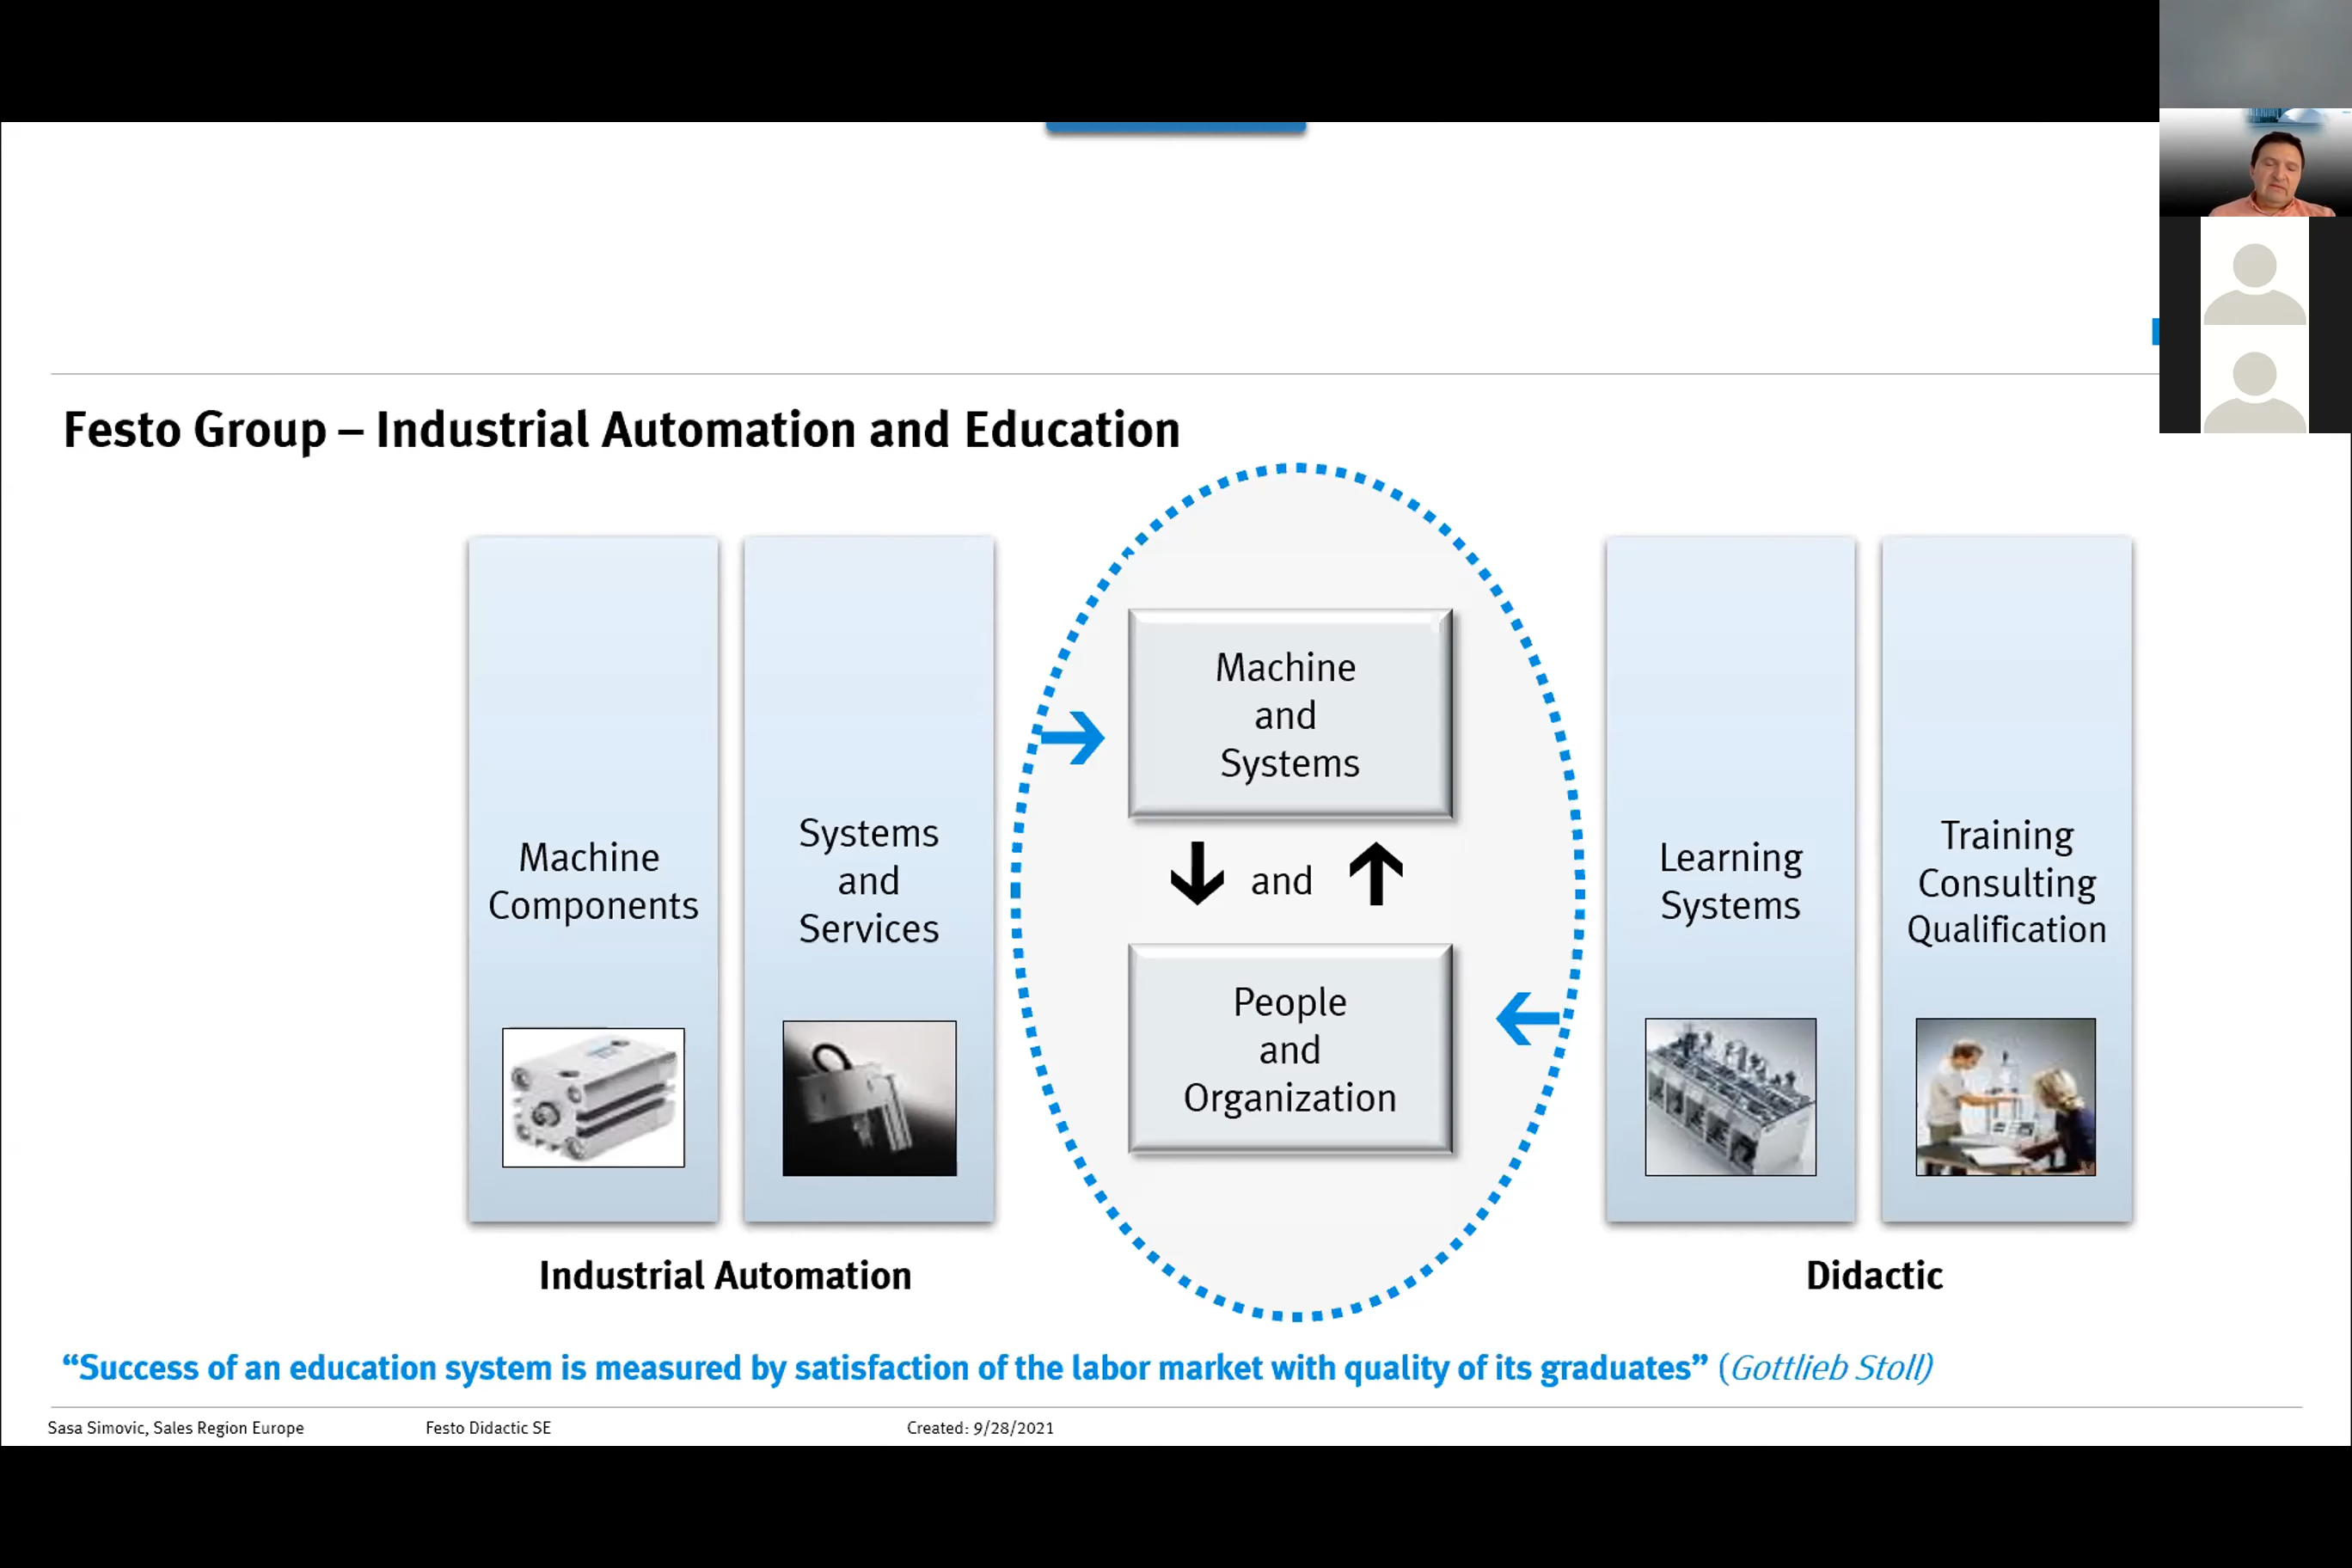 Festo Group – Industrial Automation and Education
Machine
Components
Systems
and
Services
Machine
and
Systems
and
People
and
Organization
Learning
Systems
Training
Consulting
Qualification
Industrial Automation
Didactic
“Success of an education system is measured by satisfaction of the labor market with quality of its graduates” (Gottlieb Stoll)
Sasa Simovic, Sales Region Europe
Festo Didactic SE
Created: 9/28/2021